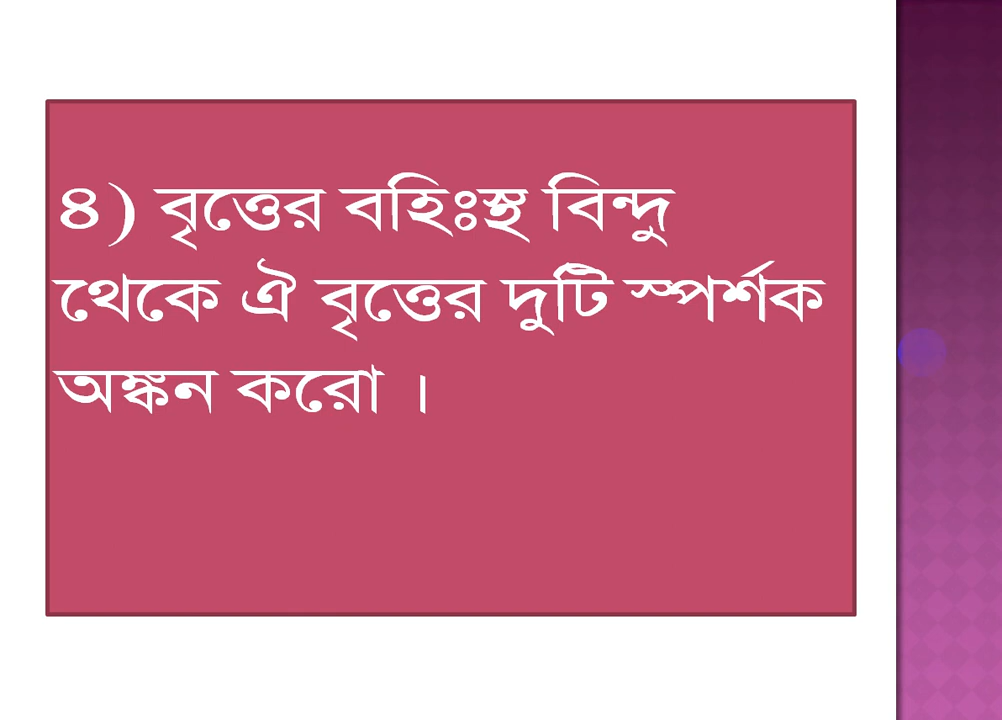 ৪) বৃত্তের বহিঃস্থ বিন্দু
থেকে ঐ বৃত্তের দুটি স্পর্শক
অঙ্কন করো ।